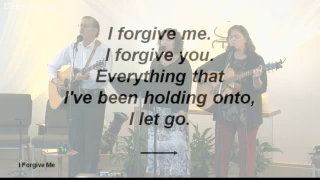 I forgive me.
I forgive you.
Everything that
I've been holding onto,
I let go.
I Forgive Me